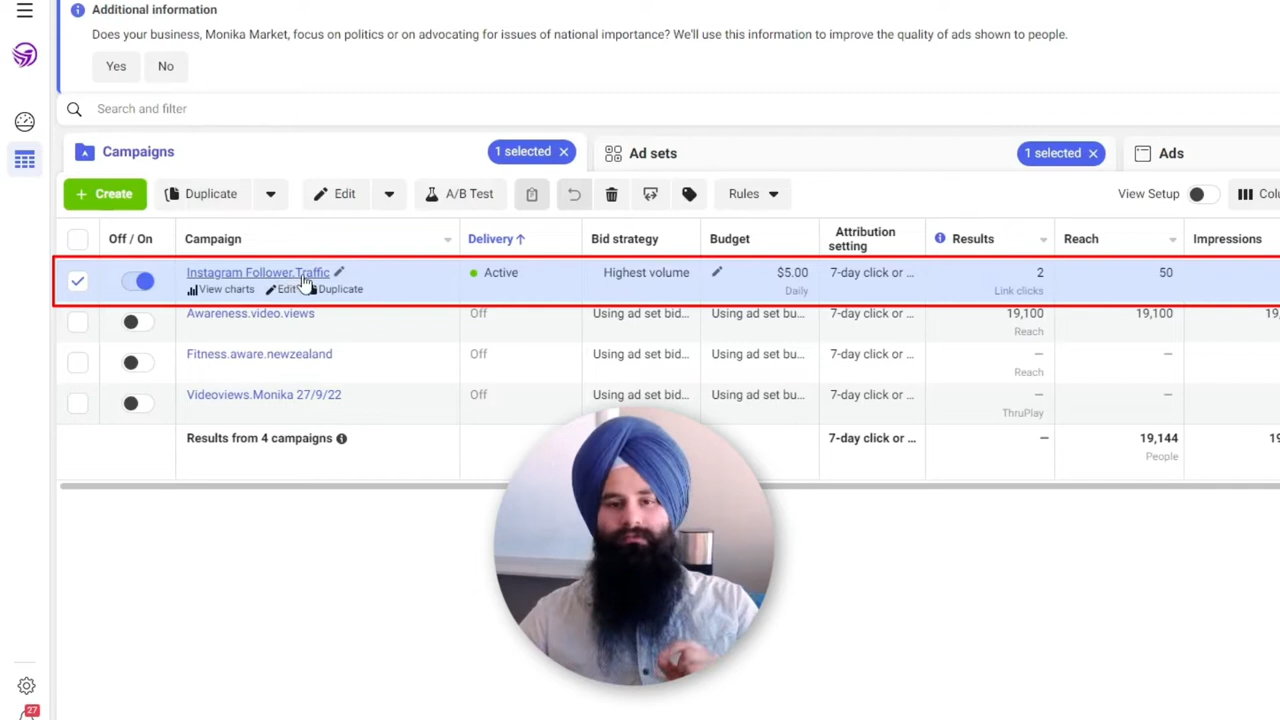 Additional information
Does your business, Monika Market, focus on politics or on advocating for issues of national importance? We'll use this information to improve the quality of ads shown to people.
Yes No
Search and filter
Campaigns 1 selected Ad sets 1 selected Ads
+ Create Duplicate Edit A/B Test Rules View Setup Colu
Off / On Campaign Delivery ↑ Bid strategy Budget Attribution setting Results Reach Impressions
Instagram Follower.Traffic Active Highest volume $5.00 7-day click or ... 2 50
View charts Edit Duplicate Daily Link clicks
Awareness.video.views Off Using ad set bid... Using ad set bu... 7-day click or ... 19,100 19,100 19,
Reach
Fitness.aware.newzealand Off Using ad set bid... Using ad set bu... 7-day click or ... — —
Reach
Videoviews.Monika 27/9/22 Off Using ad set bid... Using ad set bu... 7-day click or ... — —
ThruPlay
Results from 4 campaigns 7-day click or ... — 19,144 19
People
27